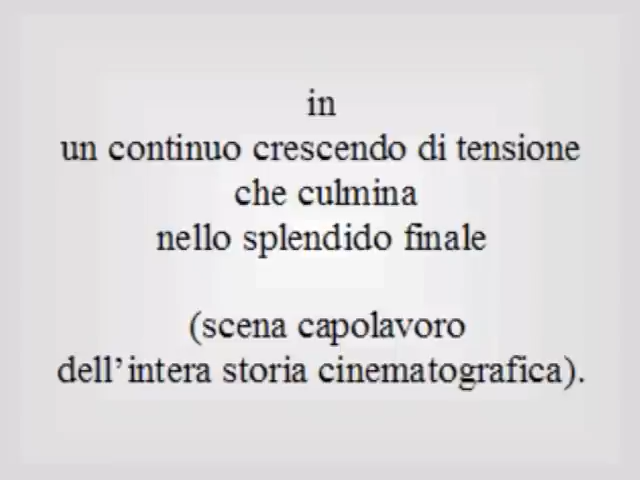 in
un continuo crescendo di tensione
che culmina
nello splendido finale
(scena capolavoro
dell’intera storia cinematografica).